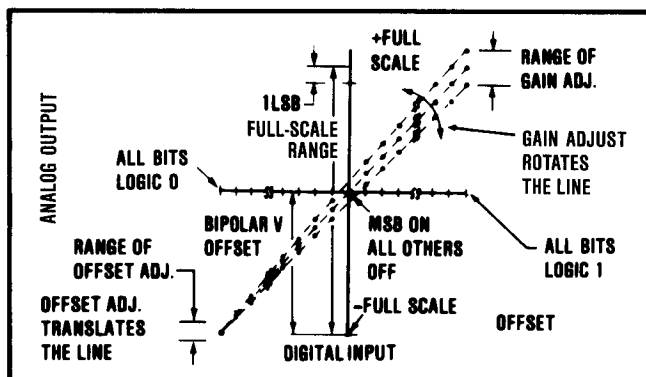 +FULL
SCALE
RANGE OF
GAIN ADJ.
1LSB
FULL-SCALE
RANGE
GAIN ADJUST
ROTATES
THE LINE
ANALOG OUTPUT
ALL BITS
LOGIC 0
BIPOLAR V
OFFSET
MSB ON
ALL OTHERS
OFF
ALL BITS
LOGIC 1
RANGE OF
OFFSET ADJ.
OFFSET ADJ.
TRANSLATES
THE LINE
-FULL SCALE
OFFSET
DIGITAL INPUT